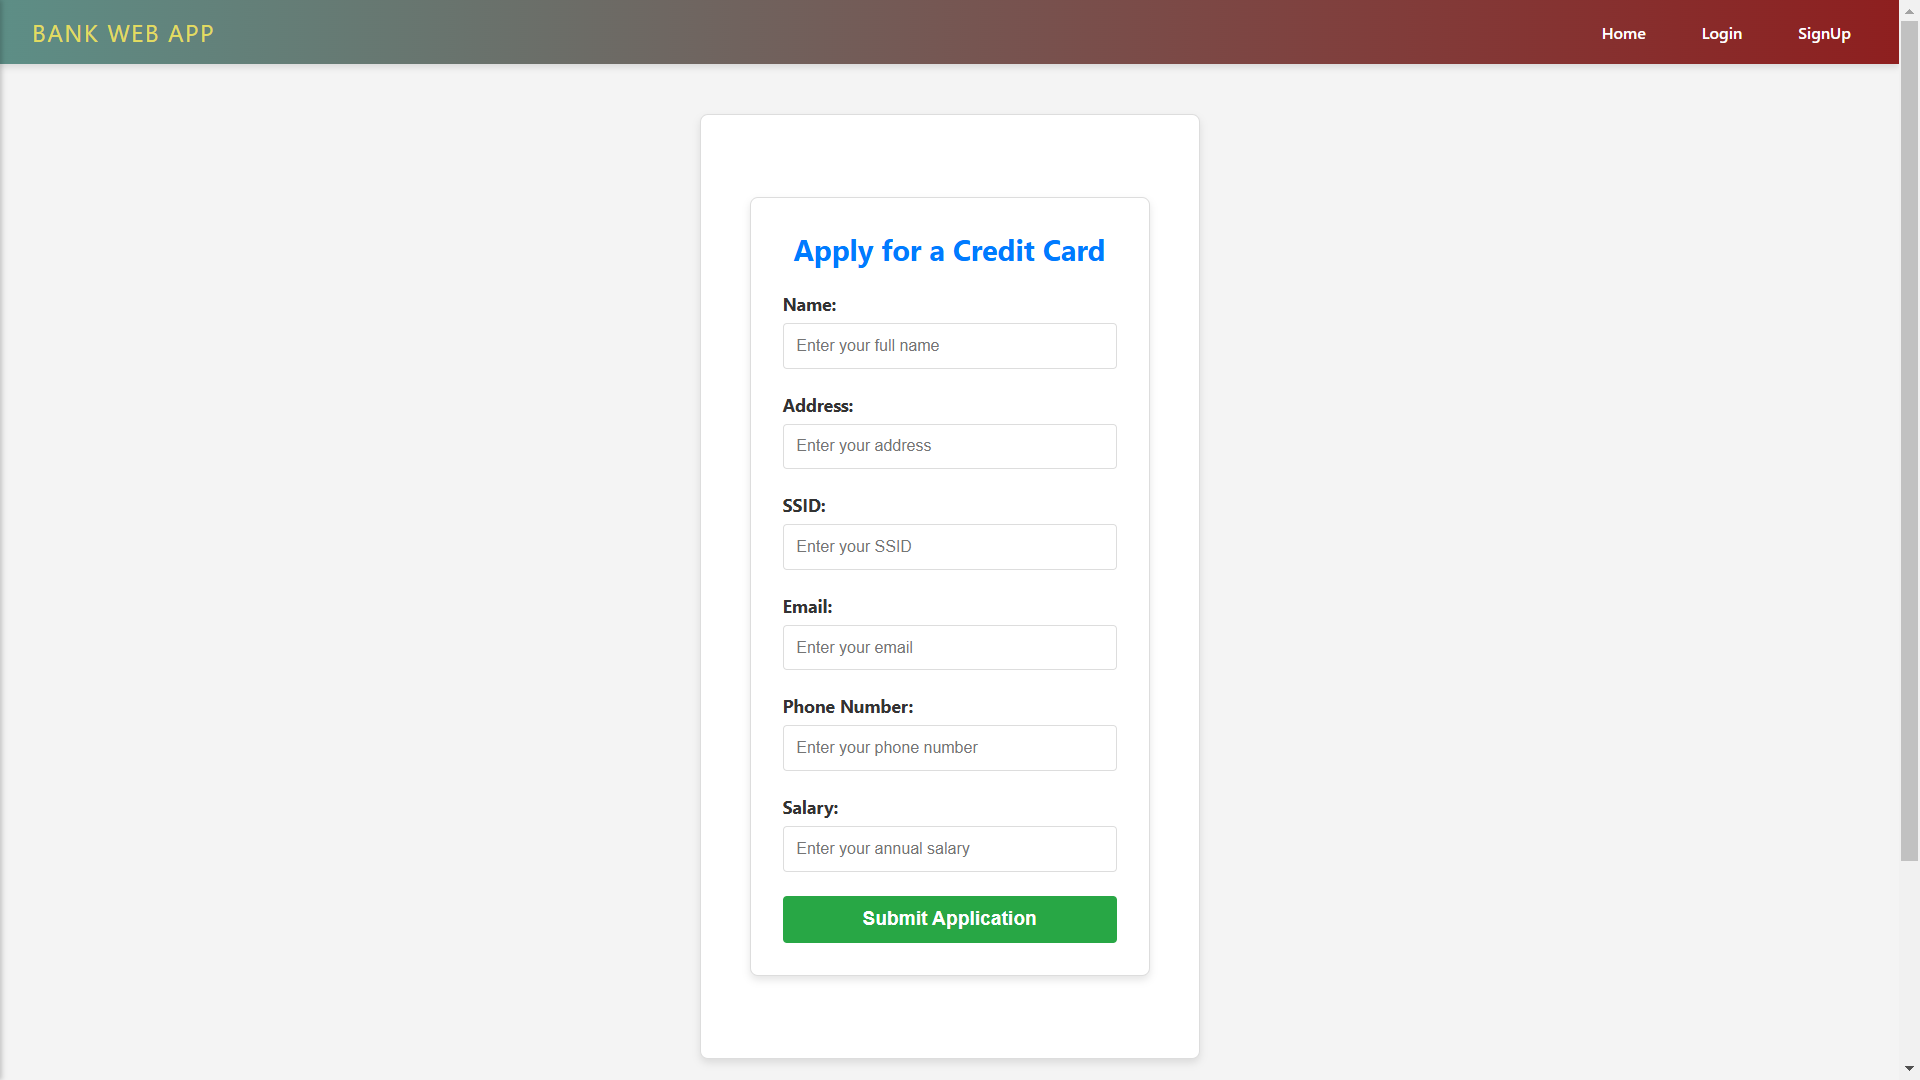 BANK WEB APP
Home
Login
SignUp
Apply for a Credit Card
Name:
Enter your full name
Address:
Enter your address
SSID:
Enter your SSID
Email:
Enter your email
Phone Number:
Enter your phone number
Salary:
Enter your annual salary
Submit Application